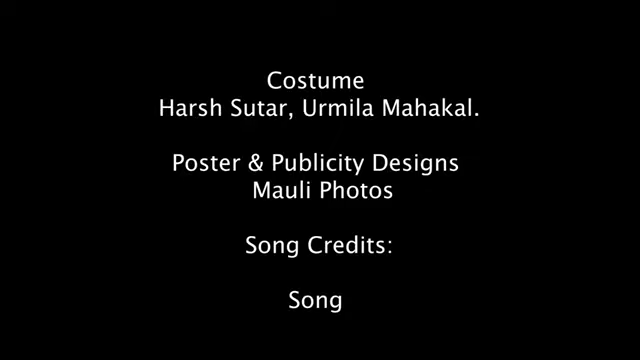 Costume
Harsh Sutar, Urmila Mahakal.
Poster & Publicity Designs
Mauli Photos
Song Credits:
Song